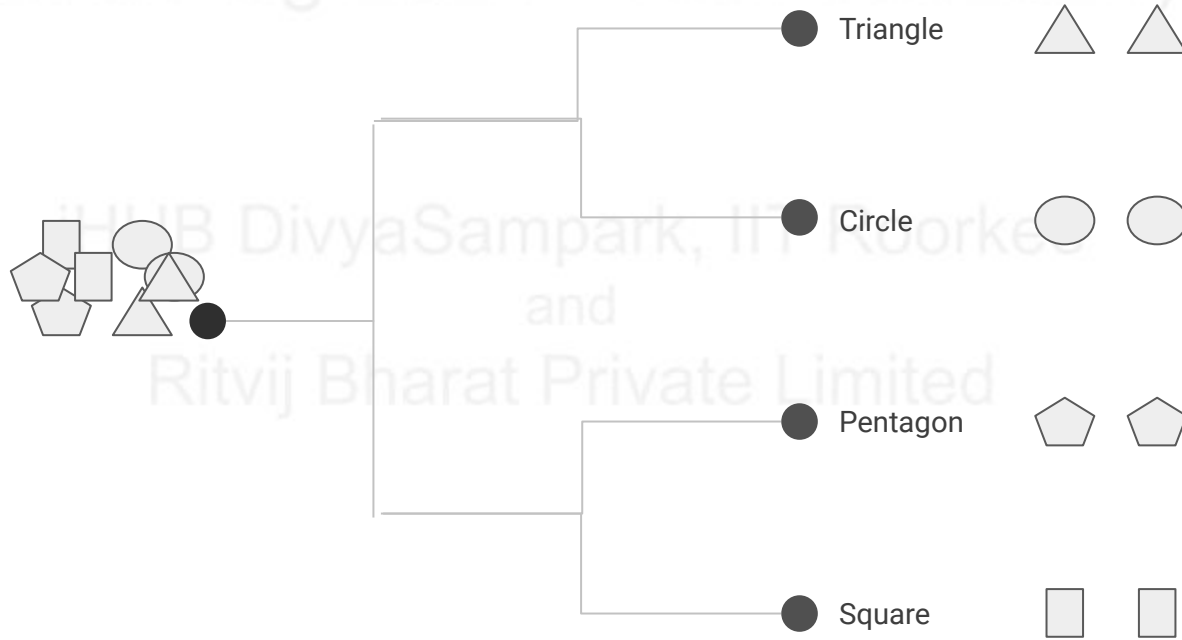 Triangle
iHUB DivyaSampark, IIT Roorkee
Circle
and
Ritvij Bharat Private Limited
Pentagon
Square